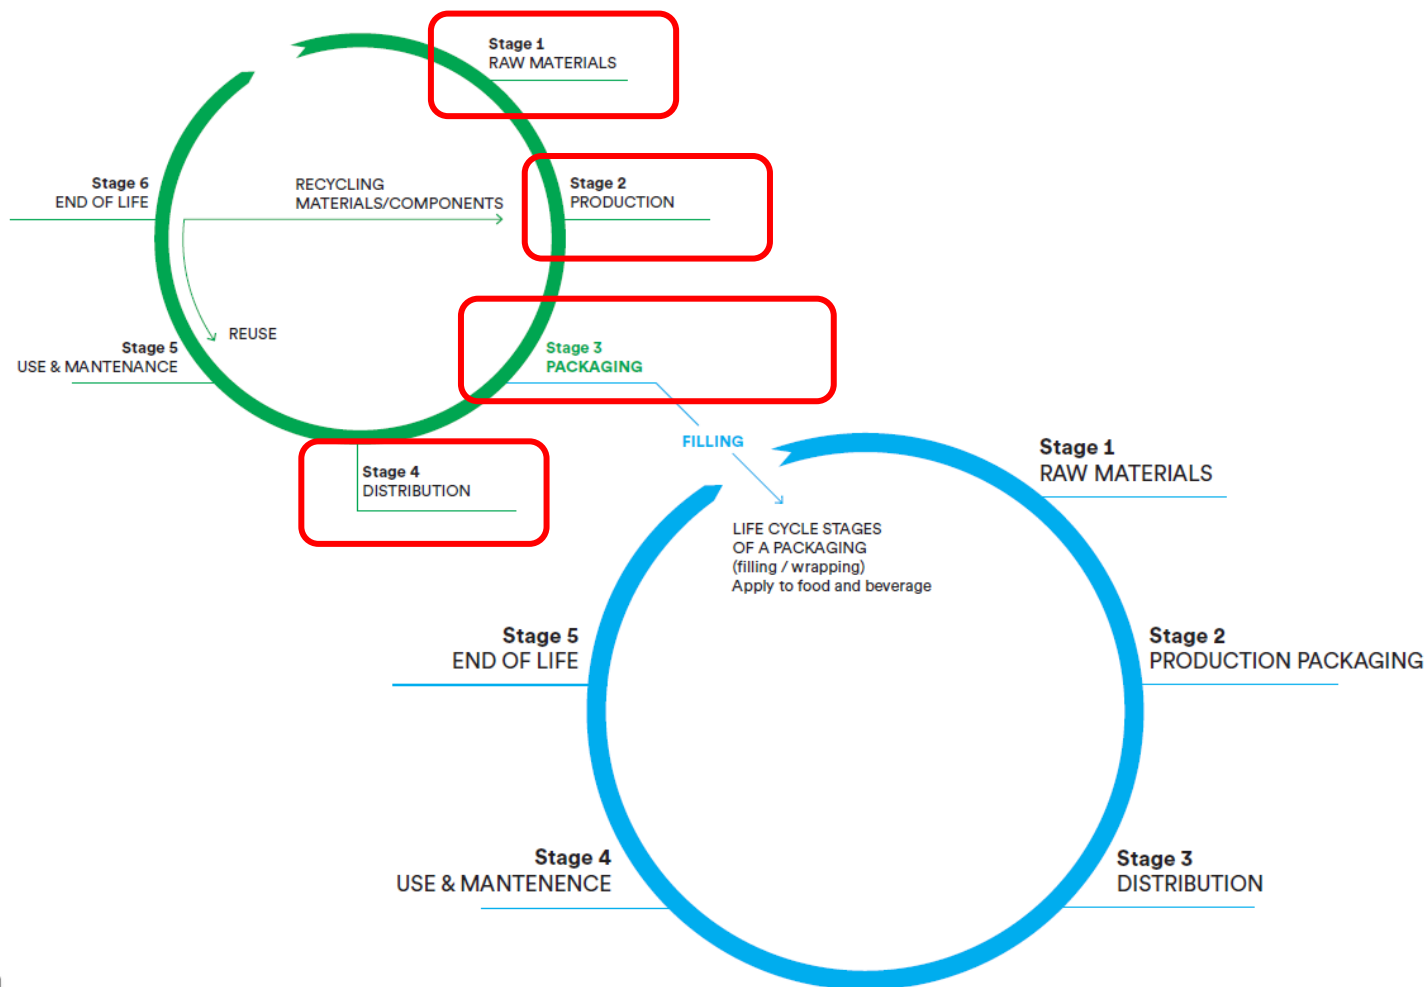 Stage 1
RAW MATERIALS
Stage 6
END OF LIFE
RECYCLING
MATERIALS/COMPONENTS
Stage 2
PRODUCTION
REUSE
Stage 5
USE & MANTENANCE
Stage 3
PACKAGING
FILLING
Stage 4
DISTRIBUTION
Stage 1
RAW MATERIALS
LIFE CYCLE STAGES
OF A PACKAGING
(filling / wrapping)
Apply to food and beverage
Stage 5
END OF LIFE
Stage 2
PRODUCTION PACKAGING
Stage 4
USE & MANTENENCE
Stage 3
DISTRIBUTION